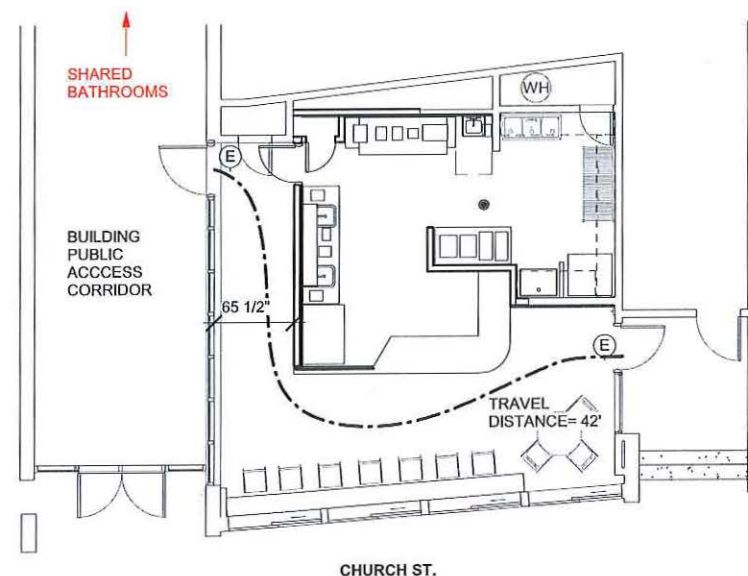 SHARED
BATHROOMS
WH
E
BUILDING
PUBLIC
ACCCESS
CORRIDOR
65 1/2"
E
TRAVEL
DISTANCE= 42'
CHURCH ST.